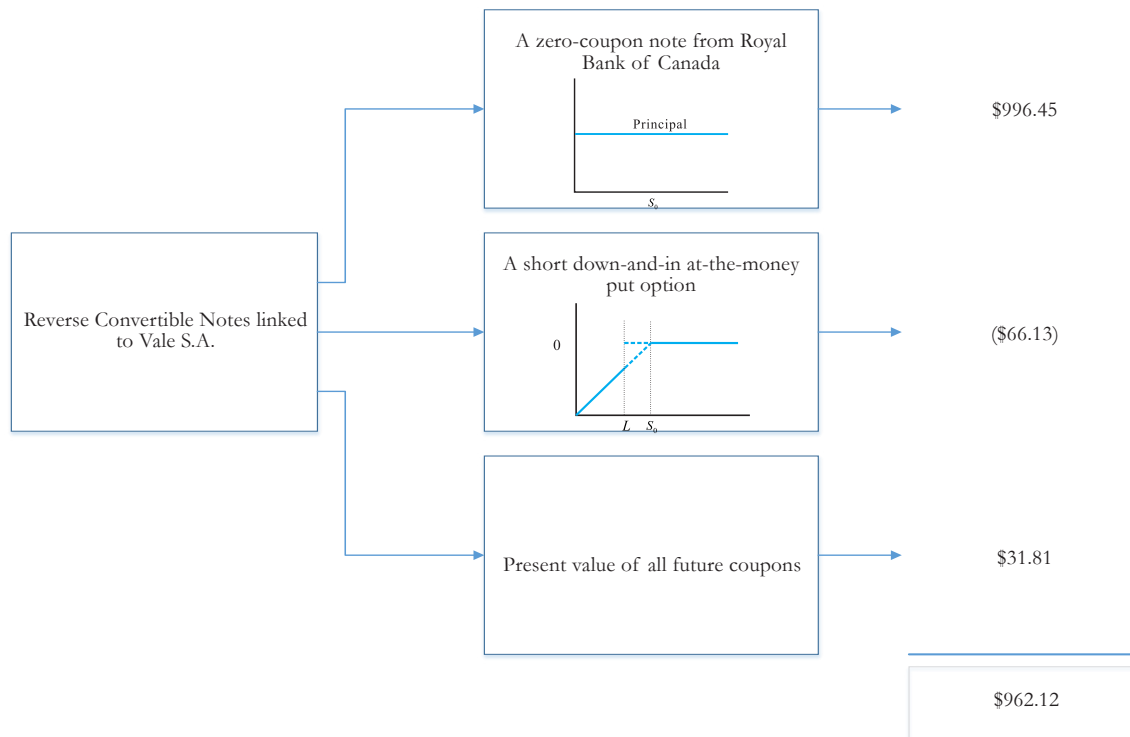 A zero-coupon note from Royal
Bank of Canada
Principal
S₀
$996.45
Reverse Convertible Notes linked
to Vale S.A.
A short down-and-in at-the-money
put option
0
L S₀
($66.13)
Present value of all future coupons
$31.81
$962.12